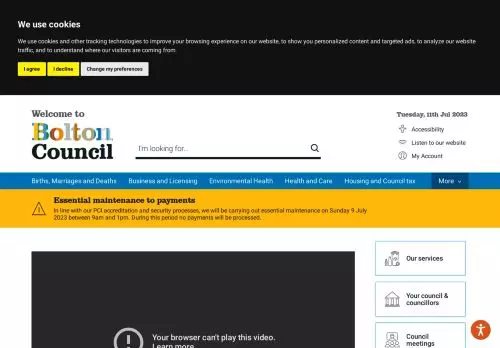 We use cookies
We use cookies and other tracking technologies to improve your browsing experience on our website, to show you personalized content and targeted ads, to analyze our website
traffic, and to understand where our visitors are coming from.
I agree
I decline
Change my preferences
Welcome to
Bolton
Council
I'm looking for...
Tuesday, 11th Jul 2023
Accessibility
Listen to our website
My Account
Births, Marriages and Deaths
Business and Licensing
Environmental Health
Health and Care
Housing and Council tax
More
Essential maintenance to payments
In line with our PCI accreditation and security processes, we will be carrying out essential maintenance on Sunday 9 July
2023 between 9am and 1pm. During this period no payments will be processed.
Your browser can't play this video.
Learn more
Our services
Your council &
councillors
Council
meetings